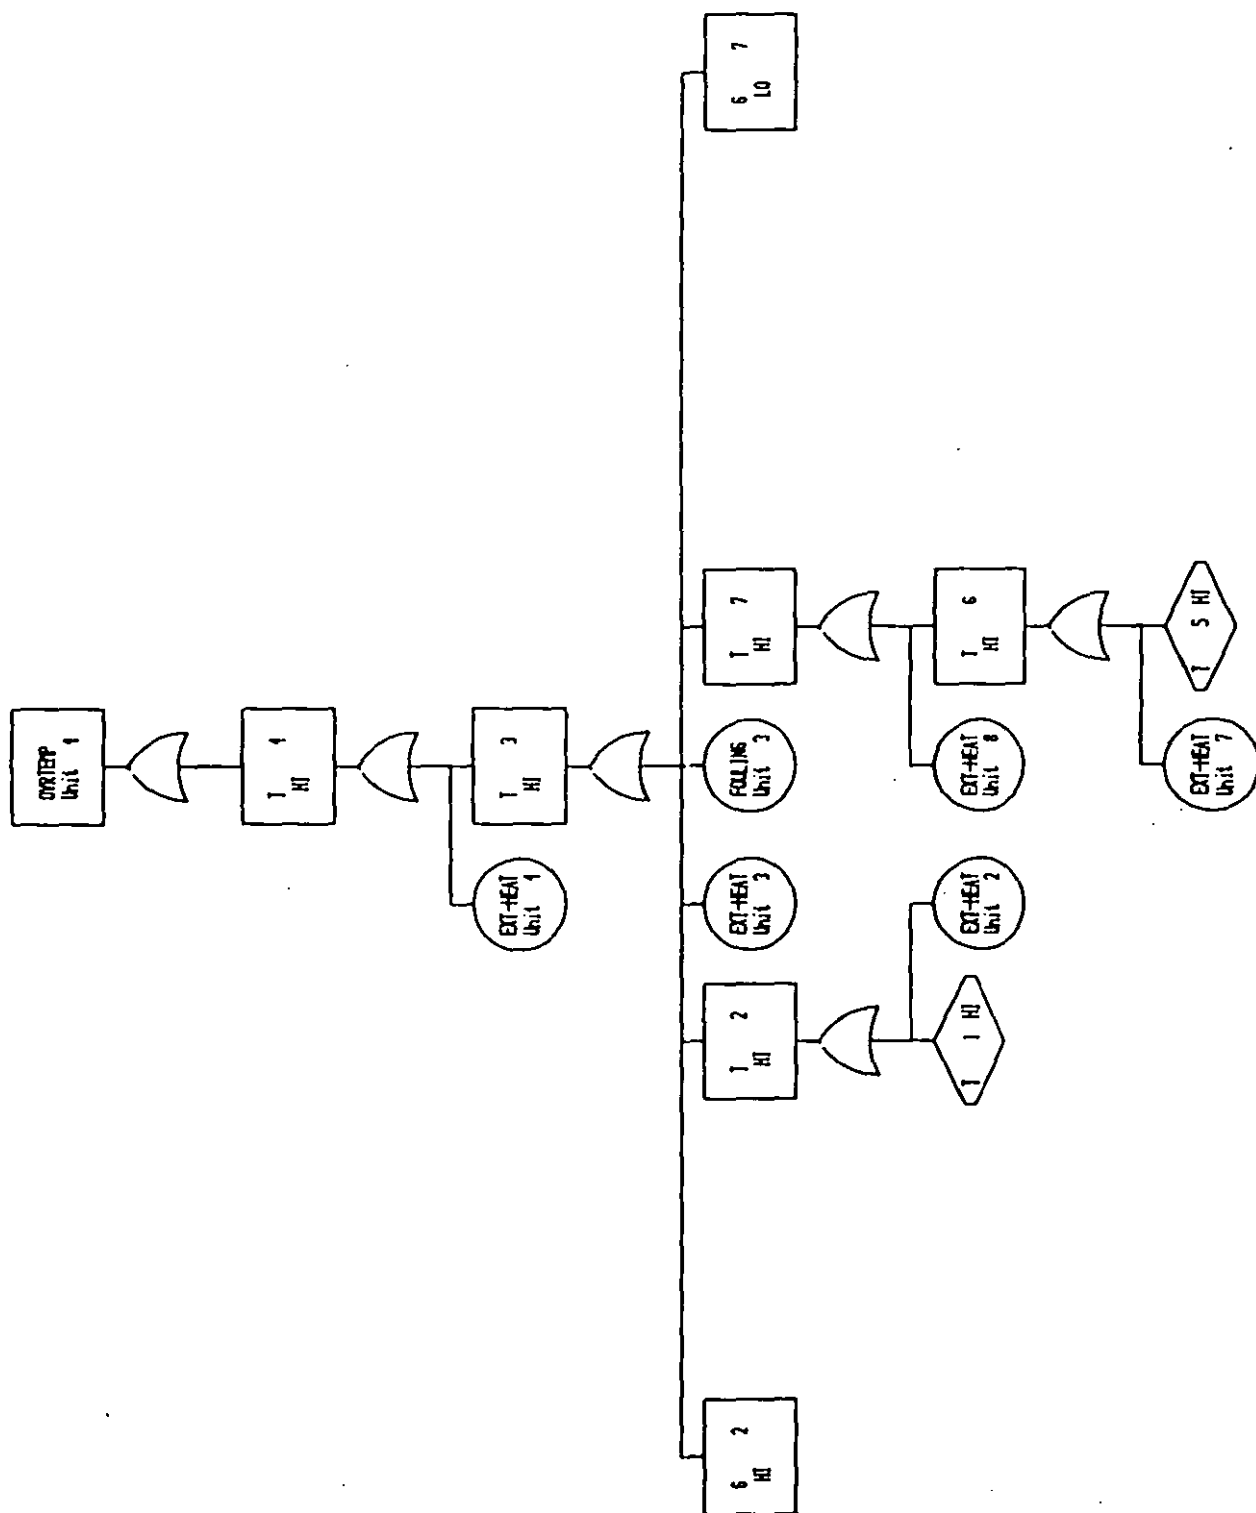 OVRTEMP
Unit 4
T 4
HI
EXT-HEAT
Unit 4
T 3
HI
G 2
HI
T 2
HI
EXT-HEAT
Unit 3
FOULING
Unit 3
T 7
HI
G 7
LO
T 1 HI
EXT-HEAT
Unit 2
EXT-HEAT
Unit 8
T 6
HI
EXT-HEAT
Unit 7
T 5 HI